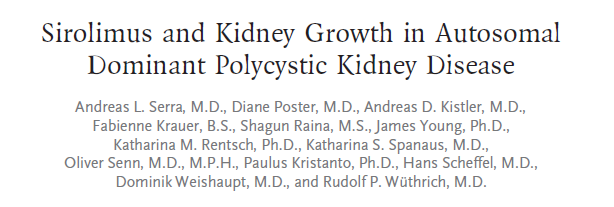 Sirolimus and Kidney Growth in Autosomal
Dominant Polycystic Kidney Disease
Andreas L. Serra, M.D., Diane Poster, M.D., Andreas D. Kistler, M.D.,
Fabienne Krauer, B.S., Shagun Raina, M.S., James Young, Ph.D.,
Katharina M. Rentsch, Ph.D., Katharina S. Spanaus, M.D.,
Oliver Senn, M.D., M.P.H., Paulus Kristanto, Ph.D., Hans Scheffel, M.D.,
Dominik Weishaupt, M.D., and Rudolf P. Wüthrich, M.D.